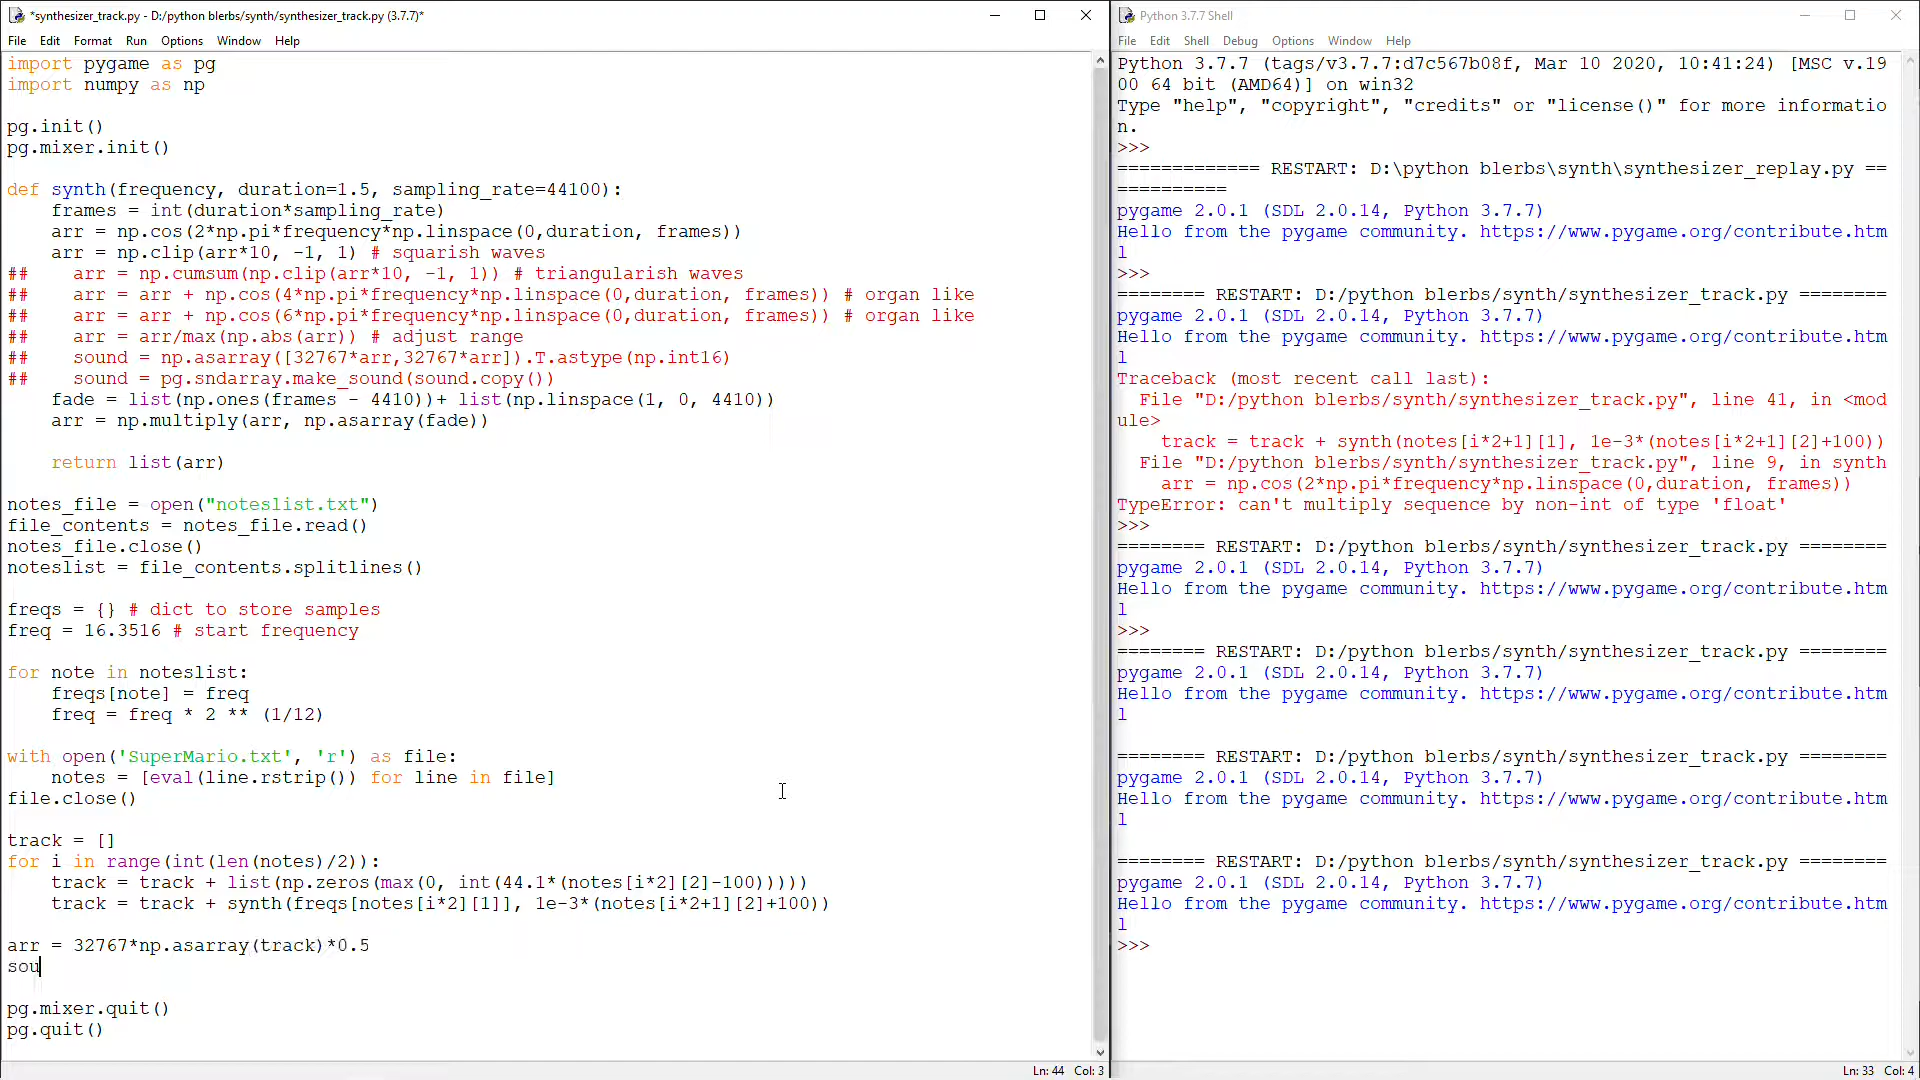 *synthesizer_track.py - D:/python blerbs/synth/synthesizer_track.py (3.7.7)*
File Edit Format Run Options Window Help
import pygame as pg
import numpy as np
pg.init()
pg.mixer.init()
def synth(frequency, duration=1.5, sampling_rate=44100):
    frames = int(duration*sampling_rate)
    arr = np.cos(2*np.pi*frequency*np.linspace(0,duration, frames))
    arr = np.clip(arr*10, -1, 1) # squarish waves
##    arr = np.cumsum(np.clip(arr*10, -1, 1)) # triangularish waves
##    arr = arr + np.cos(4*np.pi*frequency*np.linspace(0,duration, frames)) # organ like
##    arr = arr + np.cos(6*np.pi*frequency*np.linspace(0,duration, frames)) # organ like
##    arr = arr/max(np.abs(arr)) # adjust range
##    sound = np.asarray([32767*arr,32767*arr]).T.astype(np.int16)
##    sound = pg.sndarray.make_sound(sound.copy())
    fade = list(np.ones(frames - 4410))+ list(np.linspace(1, 0, 4410))
    arr = np.multiply(arr, np.asarray(fade))
    return list(arr)
notes_file = open("noteslist.txt")
file_contents = notes_file.read()
notes_file.close()
noteslist = file_contents.splitlines()
freqs = {} # dict to store samples
freq = 16.3516 # start frequency
for note in noteslist:
    freqs[note] = freq
    freq = freq * 2 ** (1/12)
with open('SuperMario.txt', 'r') as file:
    notes = [eval(line.rstrip()) for line in file]
file.close()
track = []
for i in range(int(len(notes)/2)):
    track = track + list(np.zeros(max(0, int(44.1*(notes[i*2][2]-100)))))
    track = track + synth(freqs[notes[i*2][1]], 1e-3*(notes[i*2+1][2]+100))
arr = 32767*np.asarray(track)*0.5
sou
pg.mixer.quit()
pg.quit()
Ln: 44 Col: 3
Python 3.7.7 Shell
File Edit Shell Debug Options Window Help
Python 3.7.7 (tags/v3.7.7:d7c567b08f, Mar 10 2020, 10:41:24) [MSC v.19
00 64 bit (AMD64)] on win32
Type "help", "copyright", "credits" or "license()" for more informatio
n.
>>>
============= RESTART: D:\python blerbs\synth\synthesizer_replay.py ==
===========
pygame 2.0.1 (SDL 2.0.14, Python 3.7.7)
Hello from the pygame community. https://www.pygame.org/contribute.htm
l
>>>
======== RESTART: D:/python blerbs/synth/synthesizer_track.py ========
pygame 2.0.1 (SDL 2.0.14, Python 3.7.7)
Hello from the pygame community. https://www.pygame.org/contribute.htm
l
Traceback (most recent call last):
  File "D:/python blerbs/synth/synthesizer_track.py", line 41, in <mod
ule>
    track = track + synth(notes[i*2+1][1], 1e-3*(notes[i*2+1][2]+100))
  File "D:/python blerbs/synth/synthesizer_track.py", line 9, in synth
    arr = np.cos(2*np.pi*frequency*np.linspace(0,duration, frames))
TypeError: can't multiply sequence by non-int of type 'float'
>>>
======== RESTART: D:/python blerbs/synth/synthesizer_track.py ========
pygame 2.0.1 (SDL 2.0.14, Python 3.7.7)
Hello from the pygame community. https://www.pygame.org/contribute.htm
l
>>>
======== RESTART: D:/python blerbs/synth/synthesizer_track.py ========
pygame 2.0.1 (SDL 2.0.14, Python 3.7.7)
Hello from the pygame community. https://www.pygame.org/contribute.htm
l
======== RESTART: D:/python blerbs/synth/synthesizer_track.py ========
pygame 2.0.1 (SDL 2.0.14, Python 3.7.7)
Hello from the pygame community. https://www.pygame.org/contribute.htm
l
======== RESTART: D:/python blerbs/synth/synthesizer_track.py ========
pygame 2.0.1 (SDL 2.0.14, Python 3.7.7)
Hello from the pygame community. https://www.pygame.org/contribute.htm
l
>>>
Ln: 33 Col: 4